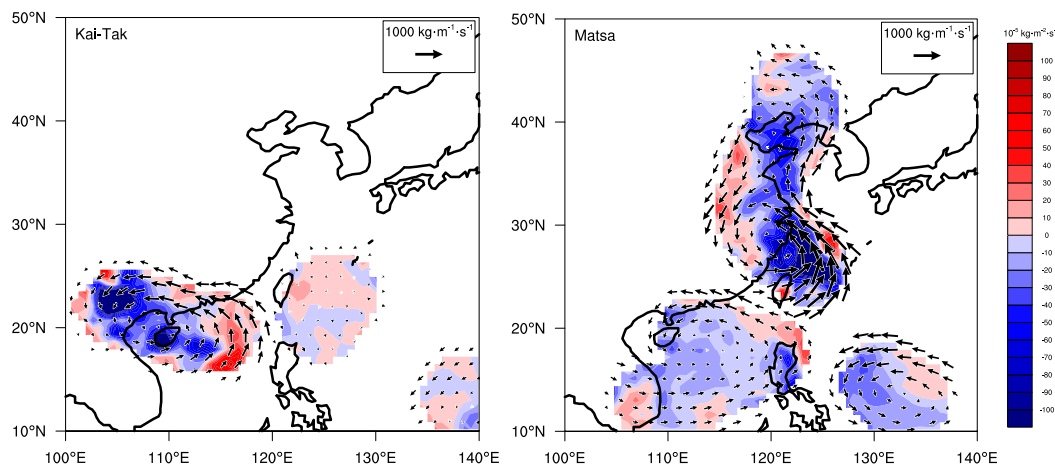 50°N
40°N
30°N
20°N
10°N
Kai-Tak
1000 kg·m⁻¹·s⁻¹
100°E 110°E 120°E 130°E 140°E
50°N
40°N
30°N
20°N
10°N
Matsa
1000 kg·m⁻¹·s⁻¹
100°E 110°E 120°E 130°E 140°E
10⁻⁵ kg·m⁻²·s⁻¹
100
90
80
70
60
50
40
30
20
10
0
-10
-20
-30
-40
-50
-60
-70
-80
-90
-100